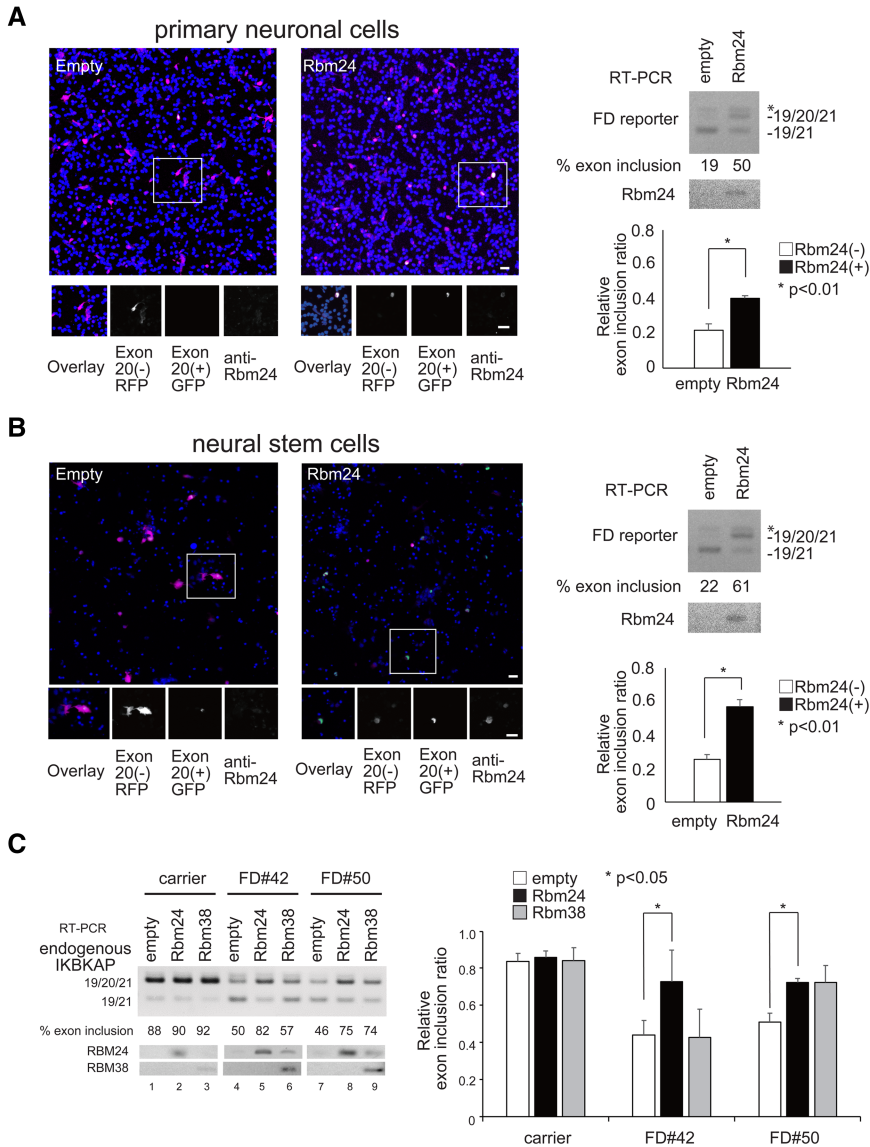 A
primary neuronal cells
Empty
Rbm24
Overlay
Exon
20(-)
RFP
Exon
20(+)
GFP
anti-
Rbm24
Overlay
Exon
20(-)
RFP
Exon
20(+)
GFP
anti-
Rbm24
RT-PCR
empty
Rbm24
FD reporter
*
-19/20/21
-19/21
% exon inclusion 19 50
Rbm24
Relative
exon inclusion ratio
0.8
0.6
0.4
0.2
0
*
Rbm24(-)
Rbm24(+)
* p<0.01
empty Rbm24
B
neural stem cells
Empty
Rbm24
Overlay
Exon
20(-)
RFP
Exon
20(+)
GFP
anti-
Rbm24
Overlay
Exon
20(-)
RFP
Exon
20(+)
GFP
anti-
Rbm24
RT-PCR
empty
Rbm24
FD reporter
*
-19/20/21
-19/21
% exon inclusion 22 61
Rbm24
Relative
exon inclusion ratio
0.8
0.6
0.4
0.2
0
*
Rbm24(-)
Rbm24(+)
* p<0.01
empty Rbm24
C
carrier FD#42 FD#50
RT-PCR
endogenous
IKBKAP
empty
Rbm24
Rbm38
empty
Rbm24
Rbm38
empty
Rbm24
Rbm38
19/20/21
19/21
% exon inclusion 88 90 92 50 82 57 46 75 74
RBM24
RBM38
1 2 3 4 5 6 7 8 9
empty
Rbm24
Rbm38
* p<0.05
Relative
exon inclusion ratio
1.0
0.8
0.6
0.4
0.2
0
*
*
carrier FD#42 FD#50